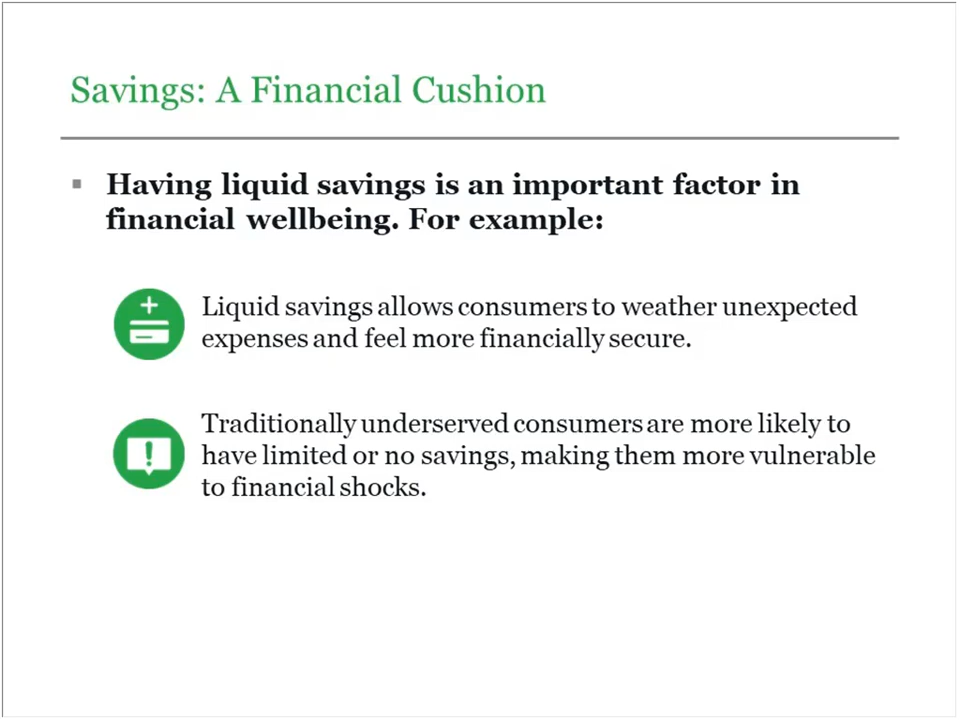 Savings: A Financial Cushion
Having liquid savings is an important factor in
financial wellbeing. For example:
Liquid savings allows consumers to weather unexpected
expenses and feel more financially secure.
Traditionally underserved consumers are more likely to
have limited or no savings, making them more vulnerable
to financial shocks.